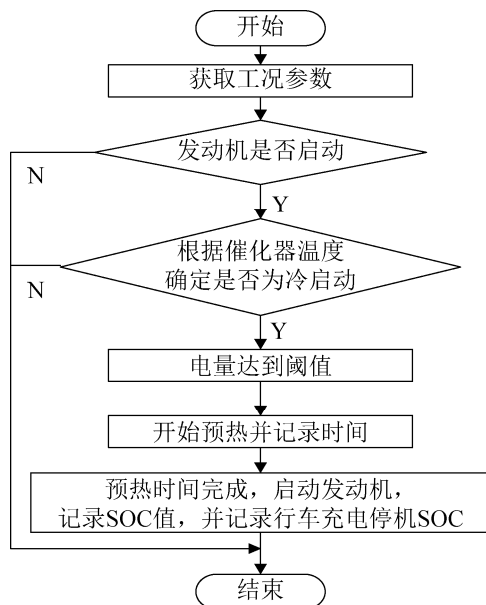 开始
获取工况参数
发动机是否启动
N
Y
根据催化器温度
确定是否为冷启动
N
Y
电量达到阈值
开始预热并记录时间
预热时间完成，启动发动机，
记录SOC值，并记录行车充电停机SOC
结束